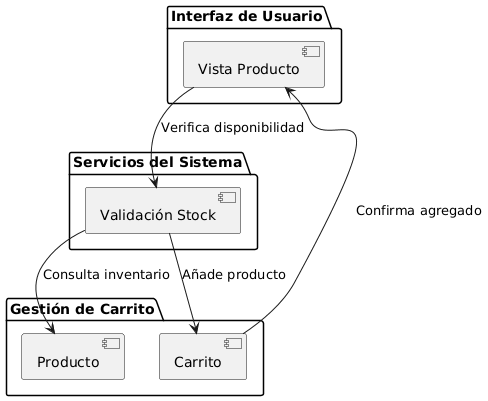 Interfaz de Usuario
Vista Producto
Verifica disponibilidad
Servicios del Sistema
Validación Stock
Confirma agregado
Consulta inventario
Añade producto
Gestión de Carrito
Producto
Carrito